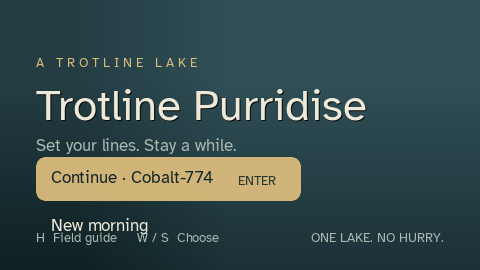 A TROTLINE LAKE
Trotline Purridise
Set your lines. Stay a while.
Continue · Cobalt-774 ENTER
New morning
H Field guide W / S Choose ONE LAKE. NO HURRY.